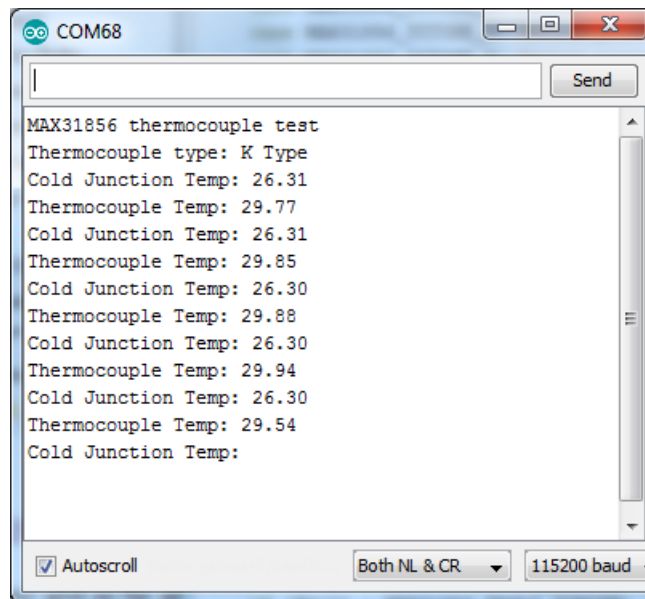 COM68
Send
MAX31856 thermocouple test
Thermocouple type: K Type
Cold Junction Temp: 26.31
Thermocouple Temp: 29.77
Cold Junction Temp: 26.31
Thermocouple Temp: 29.85
Cold Junction Temp: 26.30
Thermocouple Temp: 29.88
Cold Junction Temp: 26.30
Thermocouple Temp: 29.94
Cold Junction Temp: 26.30
Thermocouple Temp: 29.54
Cold Junction Temp:
Autoscroll
Both NL & CR
115200 baud